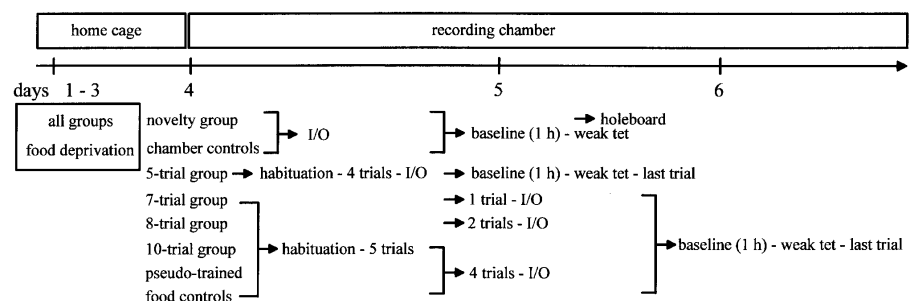 home cage recording chamber
days 1 - 3 4 5 6
all groups
food deprivation
novelty group
chamber controls
I/O
holeboard
baseline (1 h) - weak tet
5-trial group habituation - 4 trials - I/O baseline (1 h) - weak tet - last trial
7-trial group 1 trial - I/O
8-trial group 2 trials - I/O
10-trial group habituation - 5 trials baseline (1 h) - weak tet - last trial
pseudo-trained 4 trials - I/O
food controls